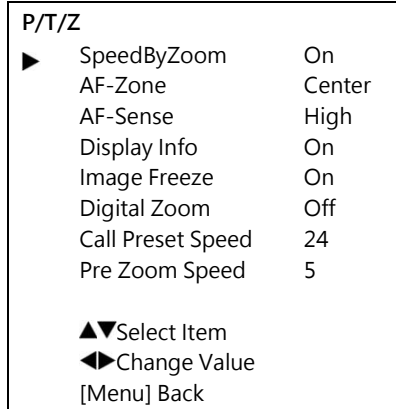 P/T/Z
▶ SpeedByZoom On
AF-Zone Center
AF-Sense High
Display Info On
Image Freeze On
Digital Zoom Off
Call Preset Speed 24
Pre Zoom Speed 5
▲▼Select Item
◀▶Change Value
[Menu] Back